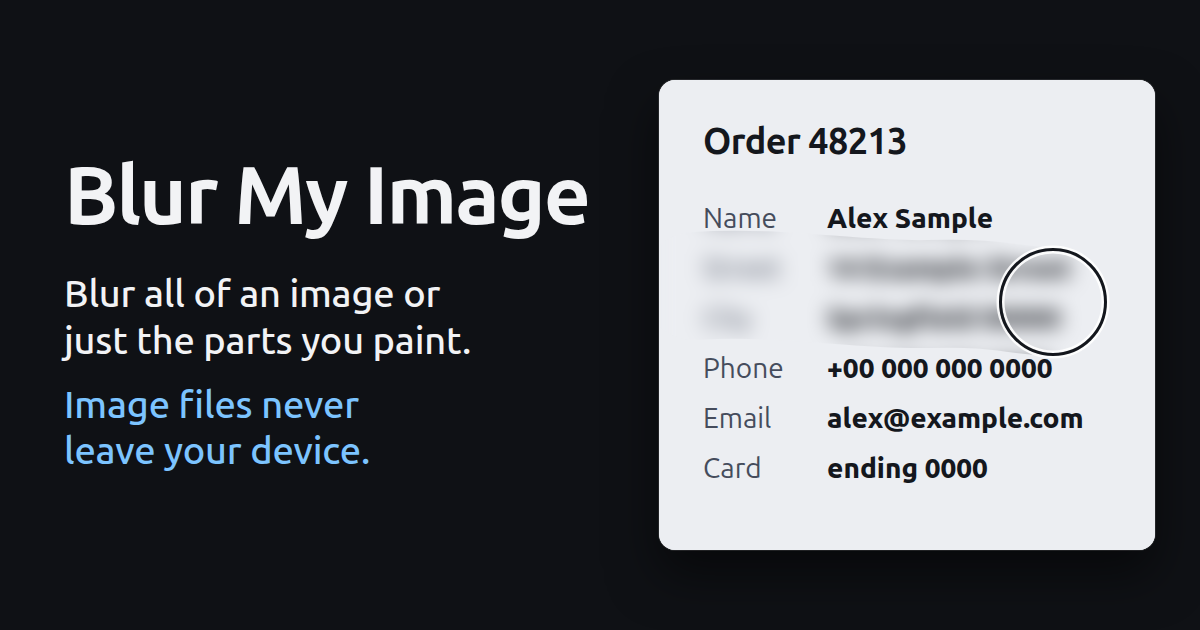 Blur My Image
Blur all of an image or
just the parts you paint.
Image files never
leave your device.
Order 48213
Name Alex Sample
Phone +00 000 000 0000
Email alex@example.com
Card ending 0000